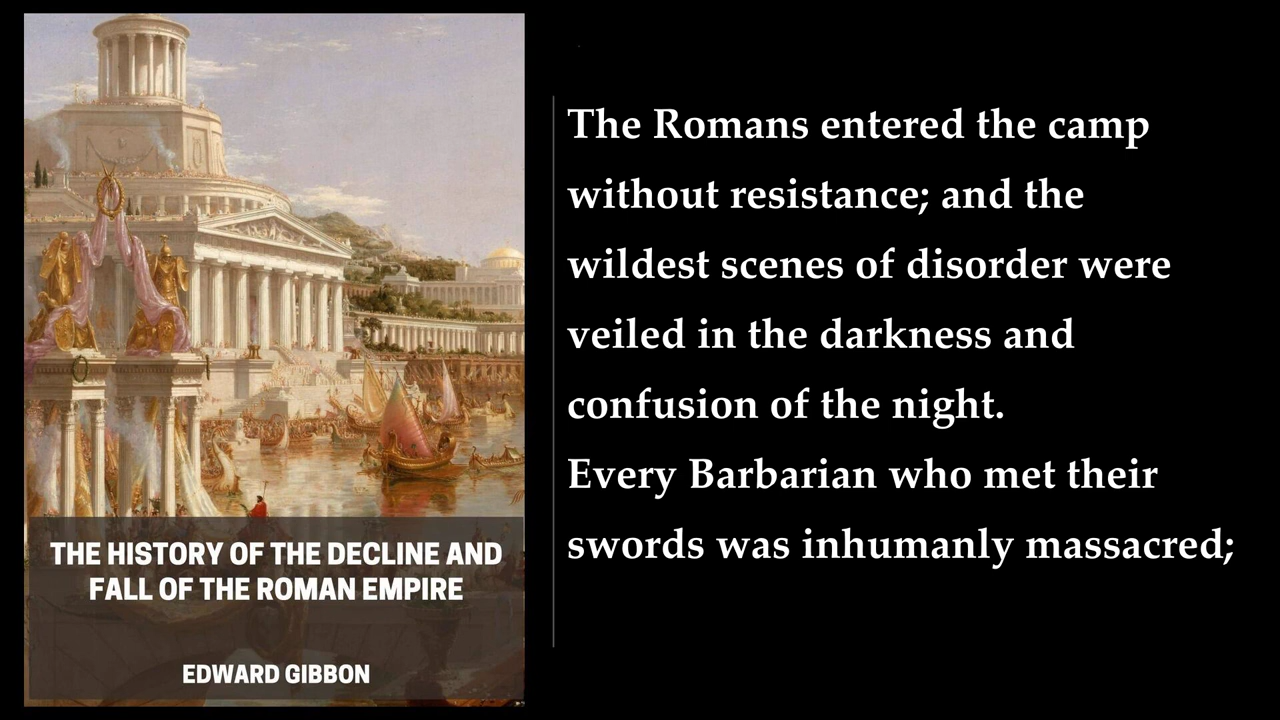 THE HISTORY OF THE DECLINE AND
FALL OF THE ROMAN EMPIRE
EDWARD GIBBON
The Romans entered the camp
without resistance; and the
wildest scenes of disorder were
veiled in the darkness and
confusion of the night.
Every Barbarian who met their
swords was inhumanly massacred;